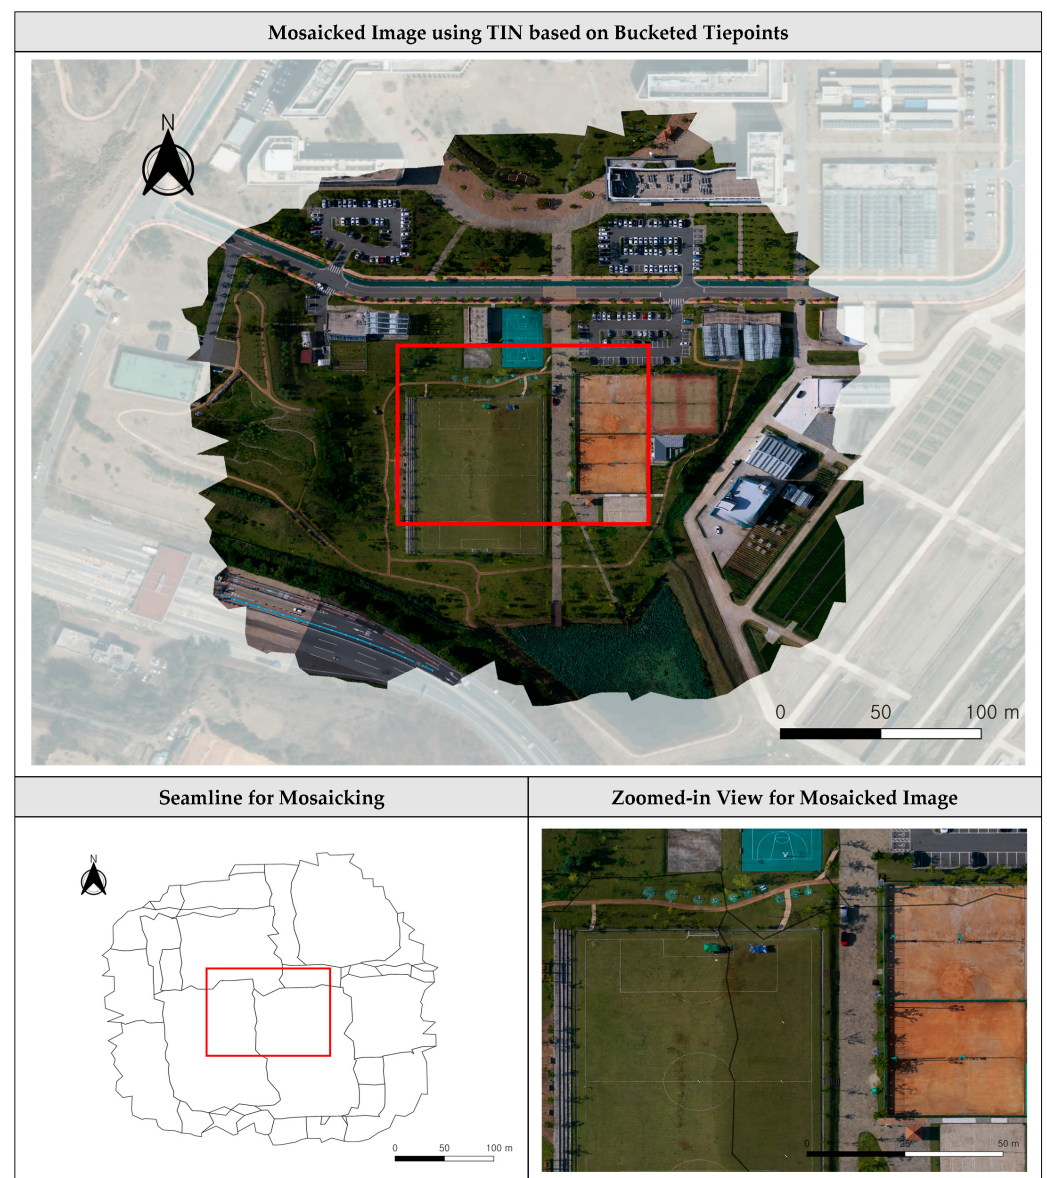 Mosaicked Image using TIN based on Bucketed Tiepoints
N
0 50 100 m
Seamline for Mosaicking
Zoomed-in View for Mosaicked Image
N
0 50 100 m
0 25 50 m